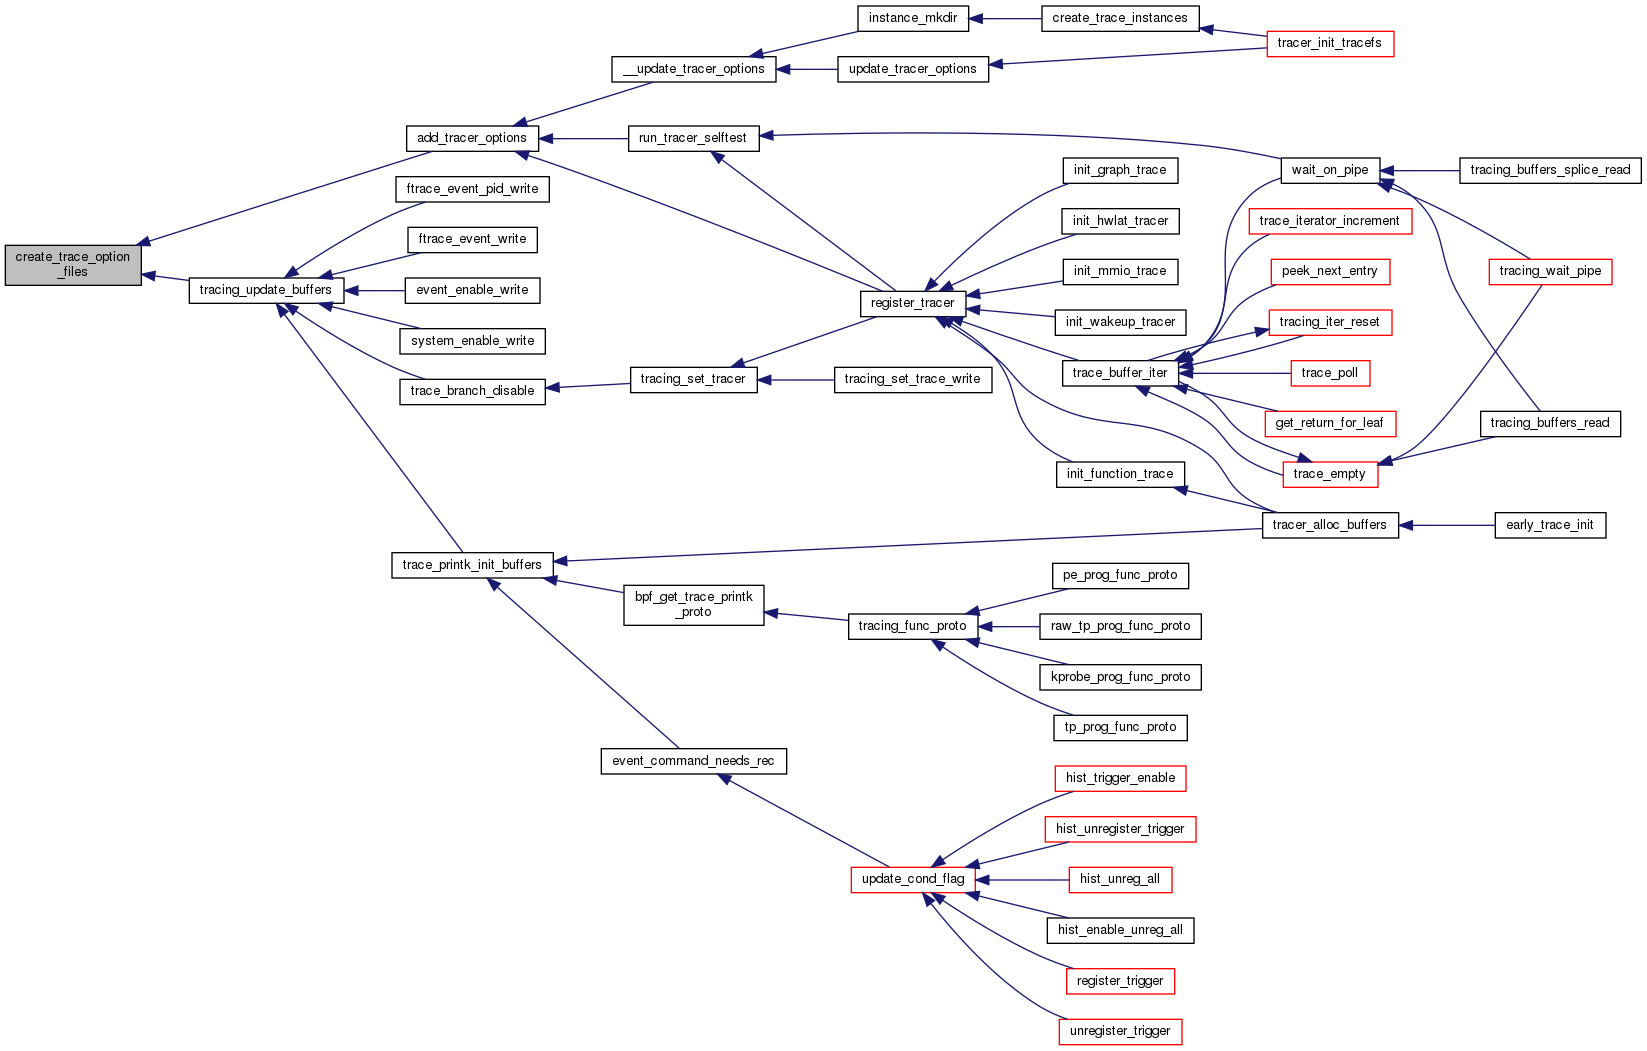 instance_mkdir
create_trace_instances
tracer_init_tracefs
__update_tracer_options
update_tracer_options
add_tracer_options
run_tracer_selftest
init_graph_trace
wait_on_pipe
tracing_buffers_splice_read
ftrace_event_pid_write
init_hwlat_tracer
trace_iterator_increment
ftrace_event_write
create_trace_option
_files
init_mmio_trace
peek_next_entry
tracing_wait_pipe
tracing_update_buffers
event_enable_write
register_tracer
init_wakeup_tracer
tracing_iter_reset
system_enable_write
trace_buffer_iter
trace_poll
trace_branch_disable
tracing_set_tracer
tracing_set_trace_write
get_return_for_leaf
tracing_buffers_read
init_function_trace
trace_empty
tracer_alloc_buffers
early_trace_init
trace_printk_init_buffers
pe_prog_func_proto
bpf_get_trace_printk
_proto
tracing_func_proto
raw_tp_prog_func_proto
kprobe_prog_func_proto
tp_prog_func_proto
event_command_needs_rec
hist_trigger_enable
hist_unregister_trigger
update_cond_flag
hist_unreg_all
hist_enable_unreg_all
register_trigger
unregister_trigger